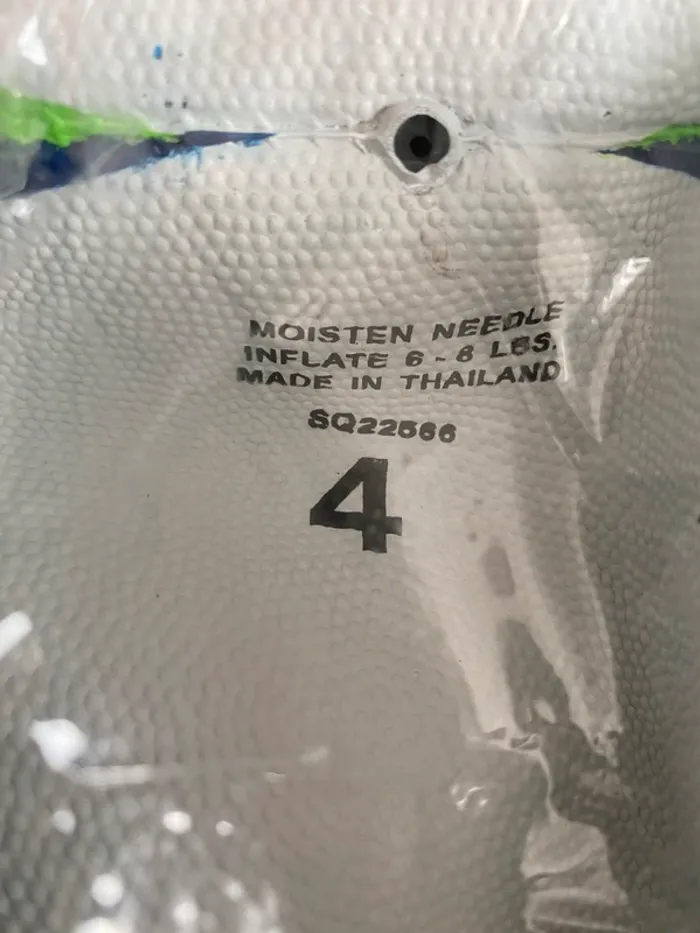 MOISTEN NEEDLE
INFLATE 6 - 8 LBS.
MADE IN THAILAND
SQ22566
4